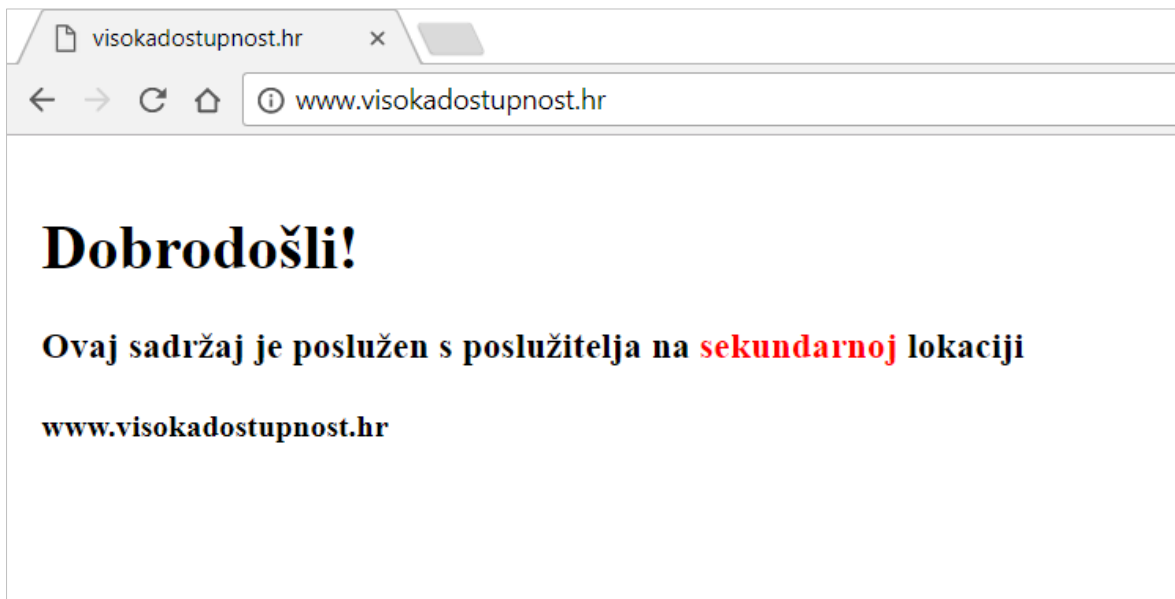 visokadostupnost.hr
www.visokadostupnost.hr
Dobrodošli!
Ovaj sadržaj je poslužen s poslužitelja na sekundarnoj lokaciji
www.visokadostupnost.hr